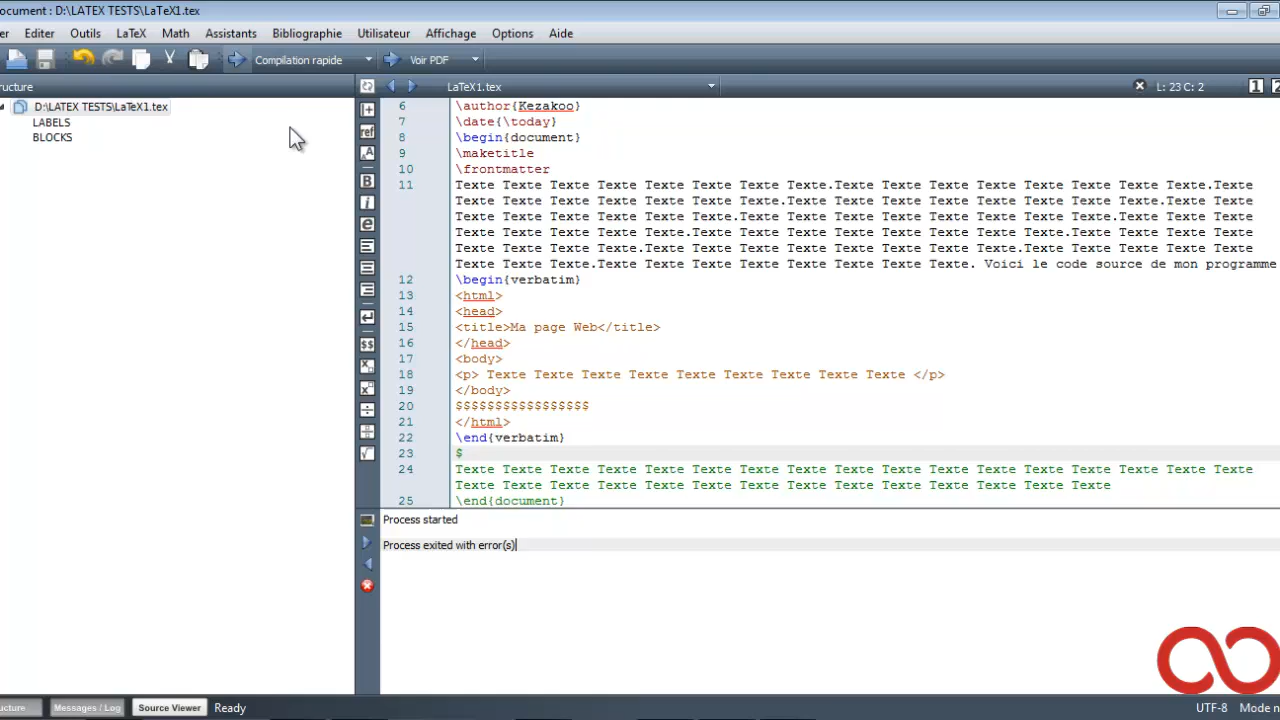 ocument : D:\LATEX TESTS\LaTeX1.tex
er Editer Outils LaTeX Math Assistants Bibliographie Utilisateur Affichage Options Aide
Compilation rapide Voir PDF
ructure LaTeX1.tex L: 23 C: 2 1 2
D:\LATEX TESTS\LaTeX1.tex
LABELS
BLOCKS
6 \author{Kezakoo}
7 \date{\today}
8 \begin{document}
9 \maketitle
10 \frontmatter
11 Texte Texte Texte Texte Texte Texte Texte Texte.Texte Texte Texte Texte Texte Texte Texte Texte.Texte
Texte Texte Texte Texte Texte Texte Texte.Texte Texte Texte Texte Texte Texte Texte Texte.Texte Texte
Texte Texte Texte Texte Texte Texte.Texte Texte Texte Texte Texte Texte Texte Texte.Texte Texte Texte
Texte Texte Texte Texte Texte.Texte Texte Texte Texte Texte Texte Texte Texte.Texte Texte Texte Texte
Texte Texte Texte Texte.Texte Texte Texte Texte Texte Texte Texte Texte.Texte Texte Texte Texte Texte
Texte Texte Texte.Texte Texte Texte Texte Texte Texte Texte Texte. Voici le code source de mon programme
12 \begin{verbatim}
13 <html>
14 <head>
15 <title>Ma page Web</title>
16 </head>
17 <body>
18 <p> Texte Texte Texte Texte Texte Texte Texte Texte Texte </p>
19 </body>
20 $$$$$$$$$$$$$$$$$
21 </html>
22 \end{verbatim}
23 $
24 Texte Texte Texte Texte Texte Texte Texte Texte Texte Texte Texte Texte Texte Texte Texte Texte Texte
Texte Texte Texte Texte Texte Texte Texte Texte Texte Texte Texte Texte Texte Texte
25 \end{document}
ref
A
B
i
e
$$
Process started
Process exited with error(s)
ucture Messages / Log Source Viewer Ready UTF-8 Mode n